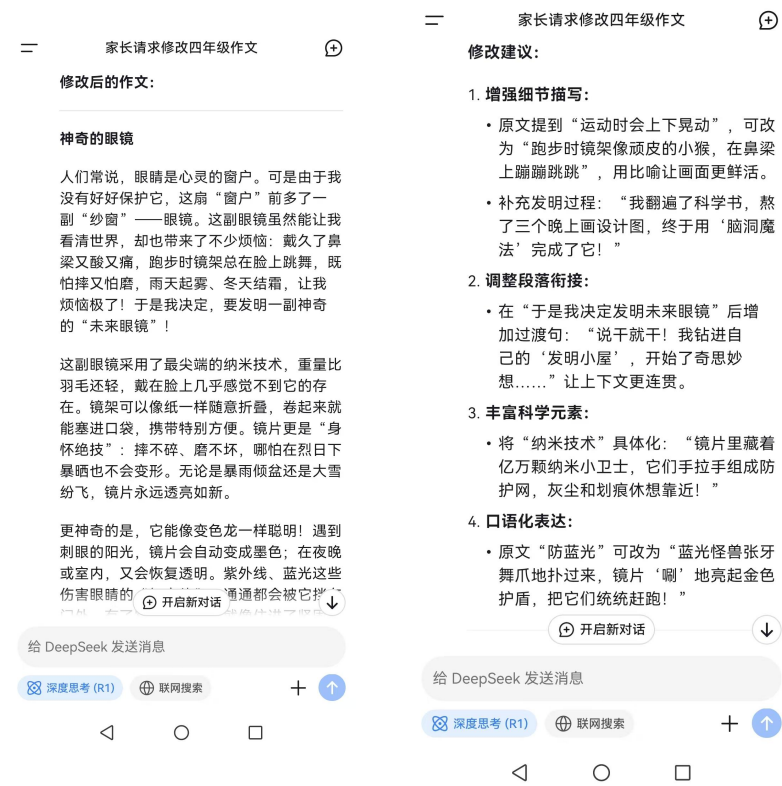 家长请求修改四年级作文
修改后的作文：
神奇的眼镜
人们常说，眼睛是心灵的窗户。可是由于我
没有好好保护它，这扇“窗户”前多了一
副“纱窗”——眼镜。这副眼镜虽然能让我
看清世界，却也带来了不少烦恼：戴久了鼻
梁又酸又痛，跑步时镜架总在脸上跳舞，既
怕摔又怕磨，雨天起雾、冬天结霜，让我
烦恼极了！于是我决定，要发明一副神奇
的“未来眼镜”！
这副眼镜采用了最尖端的纳米技术，重量比
羽毛还轻，戴在脸上几乎感觉不到它的存
在。镜架可以像纸一样随意折叠，卷起来就
能塞进口袋，携带特别方便。镜片更是“身
怀绝技”：摔不碎、磨不坏，哪怕在烈日下
暴晒也不会变形。无论是暴雨倾盆还是大雪
纷飞，镜片永远透亮如新。
更神奇的是，它能像变色龙一样聪明！遇到
刺眼的阳光，镜片会自动变成墨色；在夜晚
或室内，又会恢复透明。紫外线、蓝光这些
伤害眼睛的
通通都会被它挡
开启新对话
给 DeepSeek 发送消息
深度思考 (R1)
联网搜索
家长请求修改四年级作文
修改建议：
1. 增强细节描写：
• 原文提到“运动时会上下晃动”，可改
为“跑步时镜架像顽皮的小猴，在鼻梁
上蹦蹦跳跳”，用比喻让画面更鲜活。
• 补充发明过程：“我翻遍了科学书，熬
了三个晚上画设计图，终于用‘脑洞魔
法’完成了它！”
2. 调整段落衔接：
• 在“于是我决定发明未来眼镜”后增
加过渡句：“说干就干！我钻进自
己的‘发明小屋’，开始了奇思妙
想……”让上下文更连贯。
3. 丰富科学元素：
• 将“纳米技术”具体化：“镜片里藏着
亿万颗纳米小卫士，它们手拉手组成防
护网，灰尘和划痕休想靠近！”
4. 口语化表达：
• 原文“防蓝光”可改为“蓝光怪兽张牙
舞爪地扑过来，镜片‘唰’地亮起金色
护盾，把它们统统赶跑！”
开启新对话
给 DeepSeek 发送消息
深度思考 (R1)
联网搜索